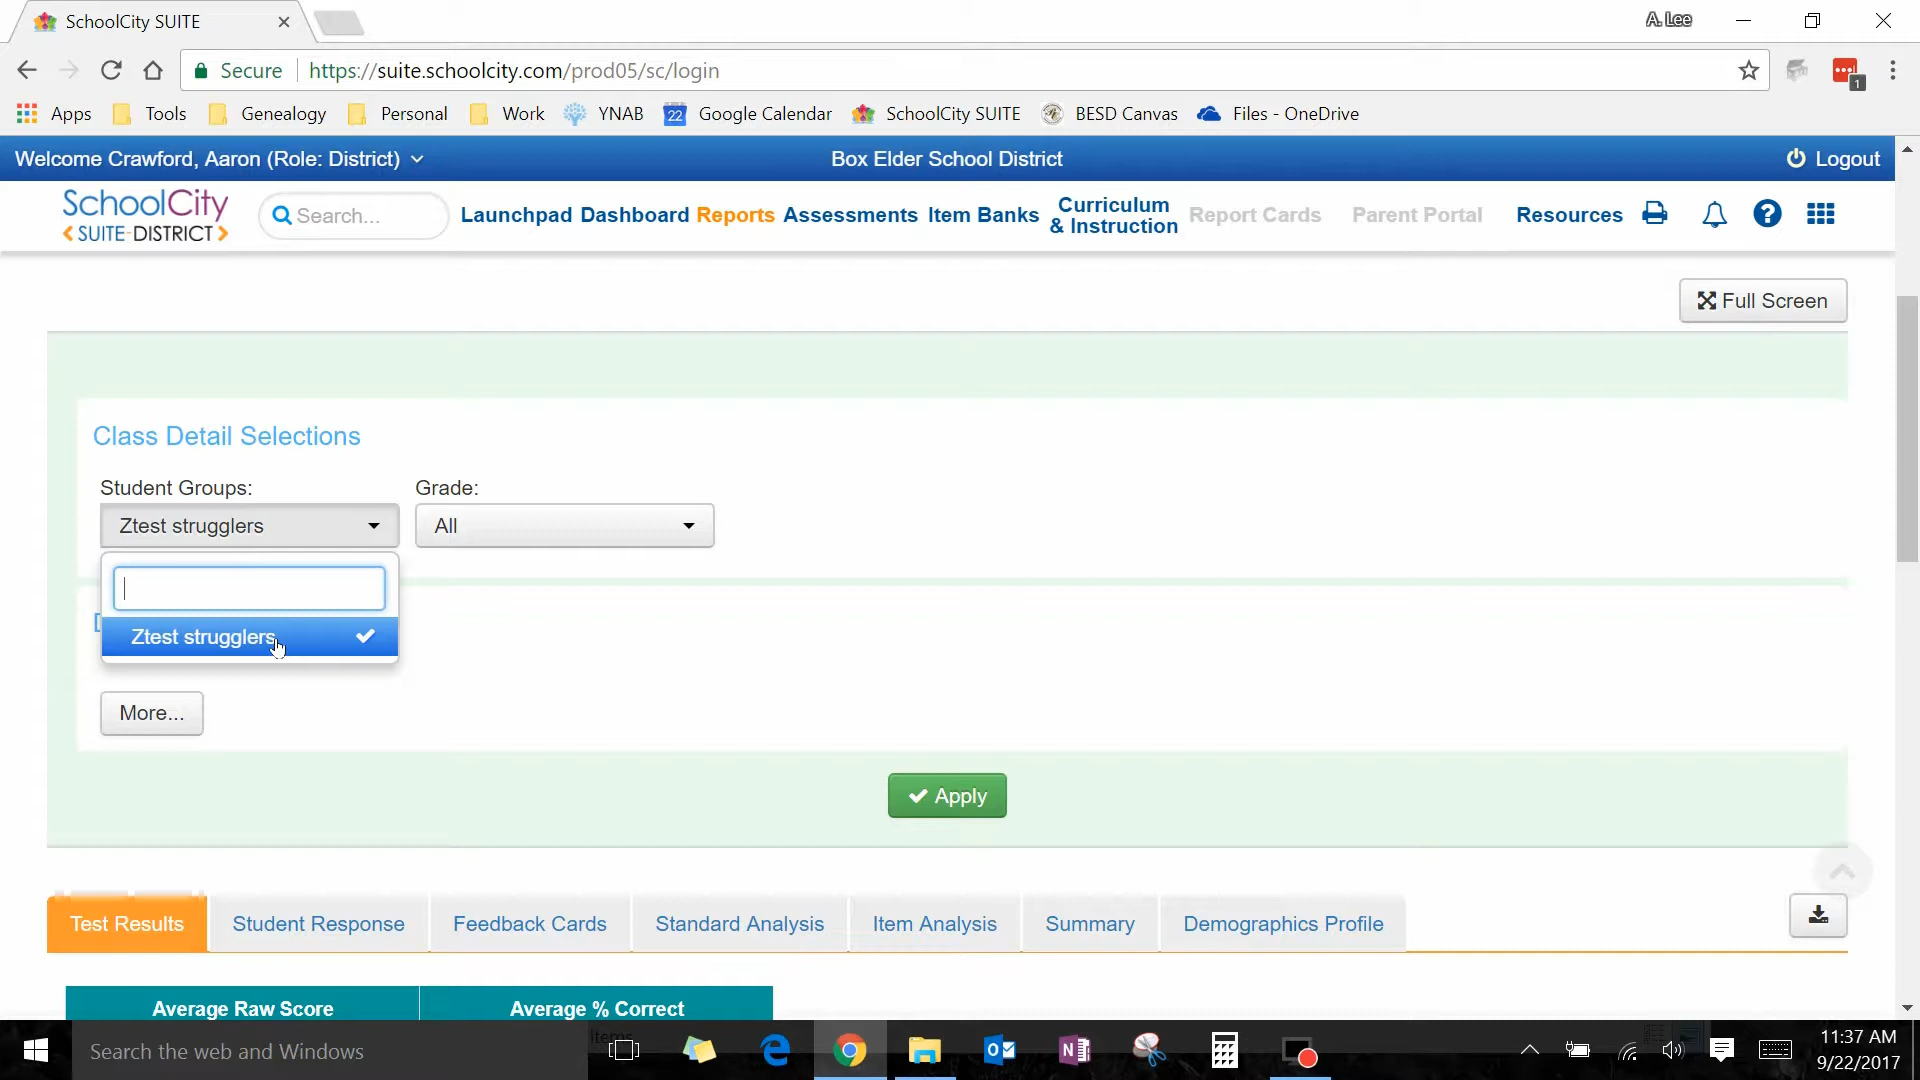 SchoolCity SUITE
A. Lee
Secure
https://suite.schoolcity.com/prod05/sc/login
1
Apps
Tools
Genealogy
Personal
Work
YNAB
22
Google Calendar
SchoolCity SUITE
BESD Canvas
Files - OneDrive
Welcome Crawford, Aaron (Role: District)
Box Elder School District
Logout
SchoolCity
SUITE-DISTRICT
Search...
Launchpad
Dashboard
Reports
Assessments
Item Banks
Curriculum
& Instruction
Report Cards
Parent Portal
Resources
?
Full Screen
Class Detail Selections
Student Groups:
Grade:
Ztest strugglers
All
Ztest strugglers
More...
Apply
Test Results
Student Response
Feedback Cards
Standard Analysis
Item Analysis
Summary
Demographics Profile
Average Raw Score
Average % Correct
Items
Search the web and Windows
11:37 AM
9/22/2017